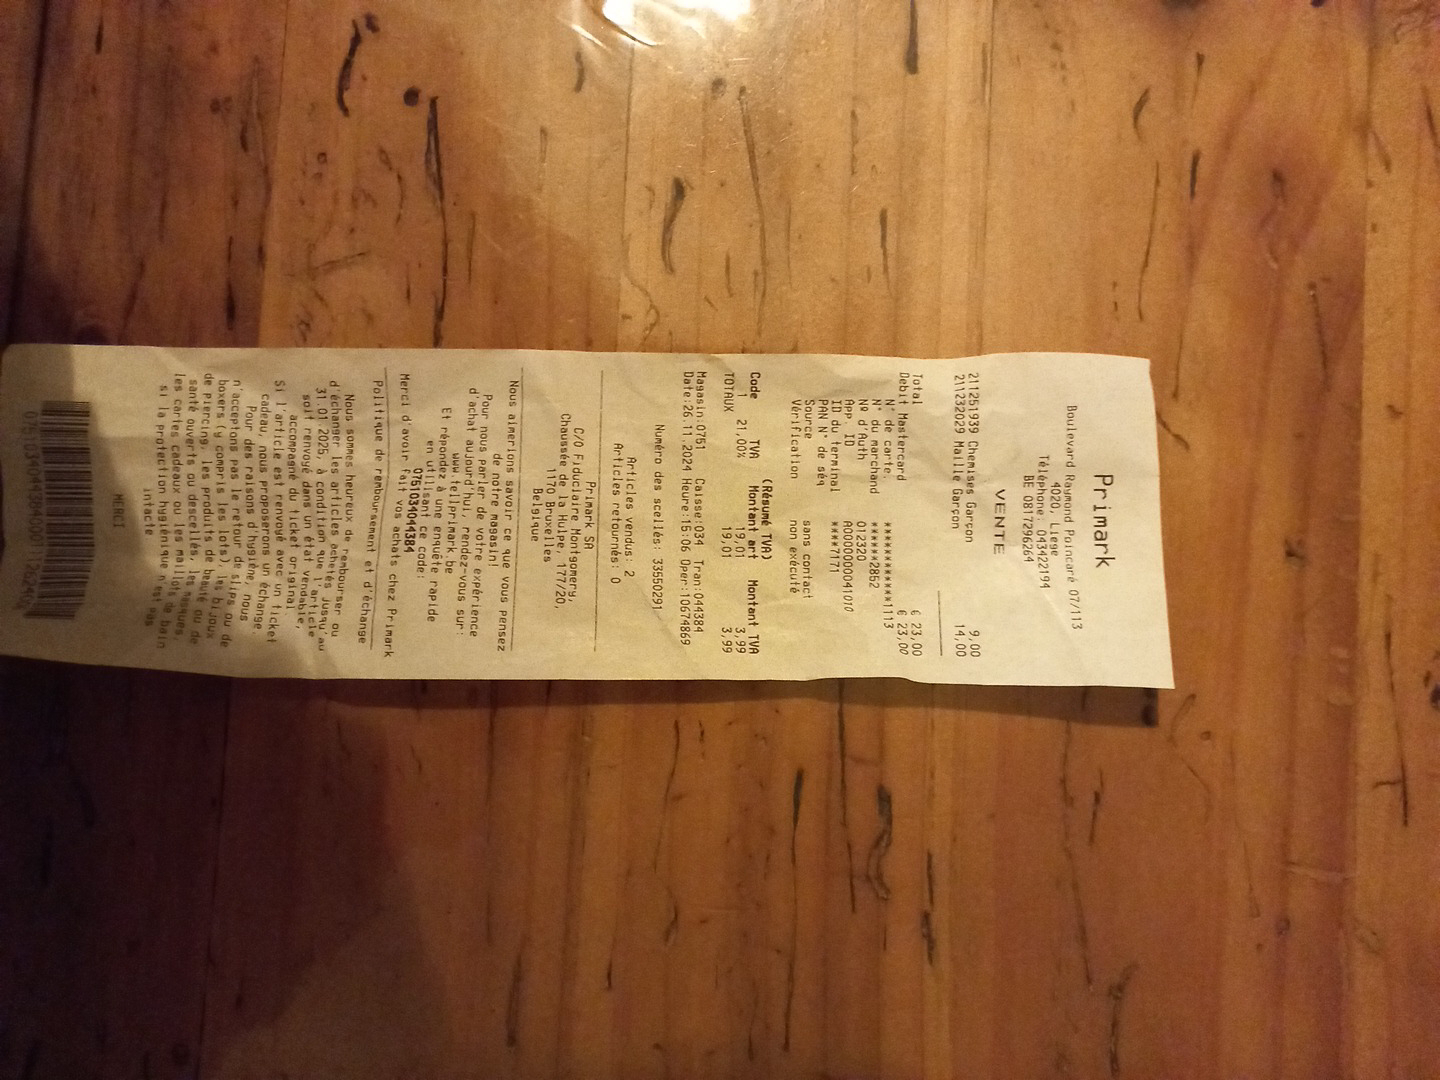 Primark
Boulevard Raymond Poincaré 07/113
4020, Liege
Téléphone: 043422194
BE 0817296264
VENTE
211251939 Chemises Garçon 9,00
211232029 Maille Garçon 14,00
Total € 23,00
Debit Mastercard € 23,00
N° de carte. ************1113
N° du marchand ******2852
Nº d'Auth 012320
App. ID A0000000041010
ID du terminal ****7171
PAN N° de séq
Source sans contact
Vérification non exécuté
(Résumé TVA)
Code TVA Montant art Montant TVA
1 21,00% 19,01 3,99
TOTAUX 19,01 3,99
Magasin:0751 Caisse:034 Tran:044384
Date:26.11.2024 Heure:15:06 Oper:10674869
Numéro des scellés: 33550291
Articles vendus: 2
Articles retournés: 0
Primark SA
C/O Fiduciaire Montgomery,
Chaussée de la Hulpe, 177/20,
1170 Bruxelles
Belgique
Nous aimerions savoir ce que vous pensez
de notre magasin!
Pour nous parler de votre expérience
d'achat aujourd'hui, rendez-vous sur:
www.tellprimark.be
Et répondez à une enquête rapide
en utilisant ce code:
075103404438​4
Merci d'avoir fait vos achats chez Primark
Politique de remboursement et d'échange
Nous sommes heureux de rembourser ou
d'échanger les articles achetés jusqu'au
31.01.2025, à condition que l'article
soit renvoyé dans un état vendable,
accompagné du ticket original.
Si l'article est renvoyé avec un ticket
cadeau, nous proposerons un échange.
Pour des raisons d'hygiène, nous
n'acceptons pas le retour de slips ou de
boxers (y compris les lots), les bijoux
de piercing, les produits de beauté ou de
santé ouverts ou descellés, les masques,
les cartes cadeaux ou les maillots de bain
si la protection hygiénique n'est pas
intacte
MERCI